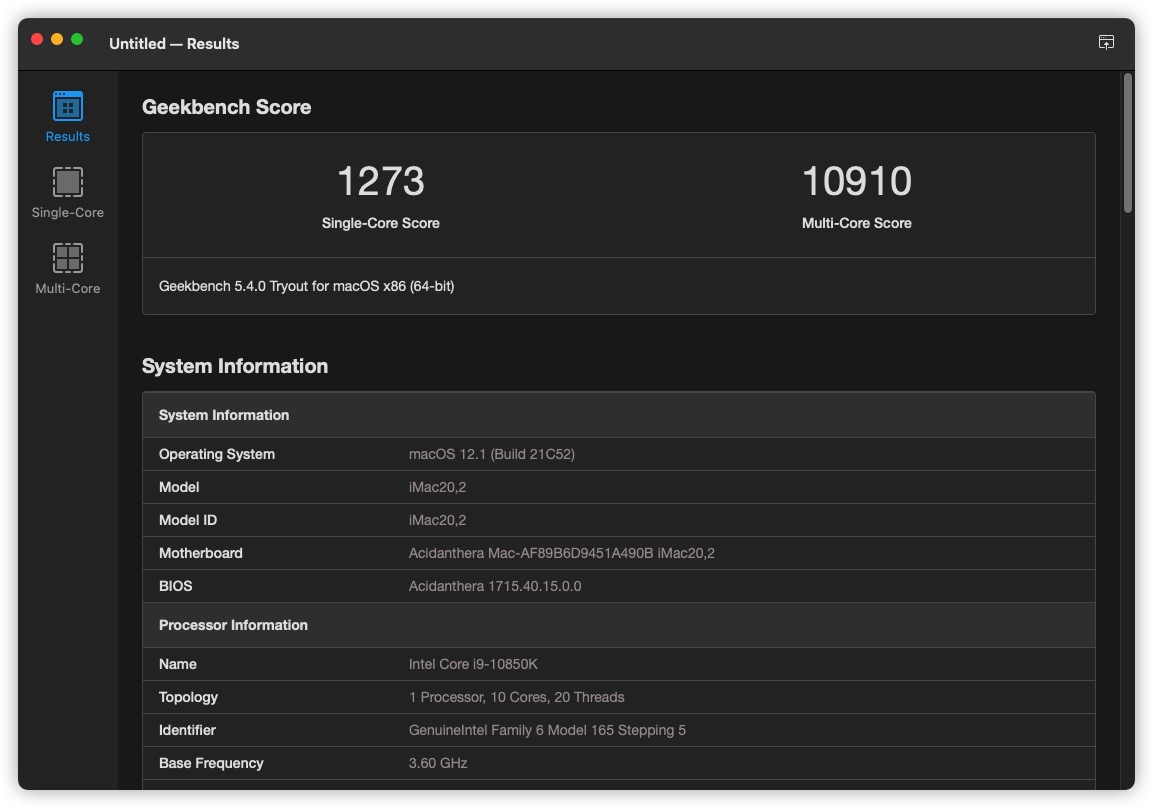 Untitled — Results
Results
Single-Core
Multi-Core
Geekbench Score
1273
Single-Core Score
10910
Multi-Core Score
Geekbench 5.4.0 Tryout for macOS x86 (64-bit)
System Information
System Information
Operating System macOS 12.1 (Build 21C52)
Model iMac20,2
Model ID iMac20,2
Motherboard Acidanthera Mac-AF89B6D9451A490B iMac20,2
BIOS Acidanthera 1715.40.15.0.0
Processor Information
Name Intel Core i9-10850K
Topology 1 Processor, 10 Cores, 20 Threads
Identifier GenuineIntel Family 6 Model 165 Stepping 5
Base Frequency 3.60 GHz